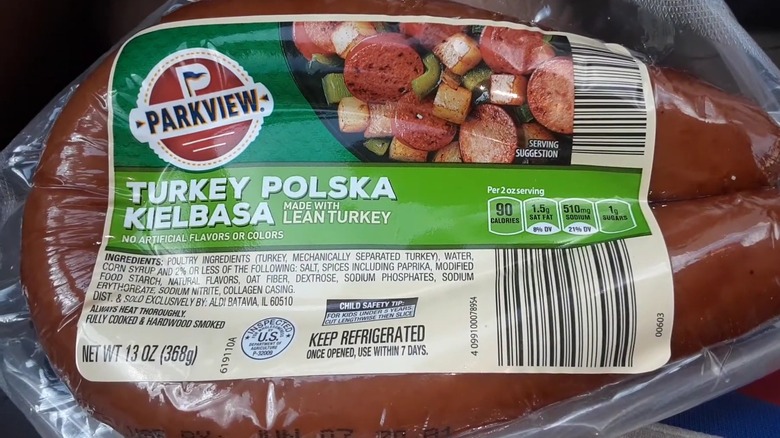 P
PARKVIEW.
SERVING
SUGGESTION
TURKEY POLSKA
KIELBASA MADE WITH LEAN TURKEY
NO ARTIFICIAL FLAVORS OR COLORS
Per 2 oz serving
90 CALORIES
1.5g SAT FAT 8% DV
510mg SODIUM 21% DV
1g SUGARS
INGREDIENTS: POULTRY INGREDIENTS (TURKEY, MECHANICALLY SEPARATED TURKEY), WATER,
CORN SYRUP AND 2% OR LESS OF THE FOLLOWING: SALT, SPICES INCLUDING PAPRIKA, MODIFIED
FOOD STARCH, NATURAL FLAVORS, OAT FIBER, DEXTROSE, SODIUM PHOSPHATES, SODIUM
ERYTHORBATE, SODIUM NITRITE, COLLAGEN CASING.
DIST. & SOLD EXCLUSIVELY BY: ALDI BATAVIA, IL 60510
ALWAYS HEAT THOROUGHLY.
FULLY COOKED & HARDWOOD SMOKED
NET WT 13 OZ (368g)
619110A
INSPECTED
U.S.
DEPARTMENT OF
AGRICULTURE
P-32009
CHILD SAFETY TIP:
FOR KIDS UNDER 5 YEARS,
CUT LENGTHWISE THEN SLICE
KEEP REFRIGERATED
ONCE OPENED, USE WITHIN 7 DAYS.
4 099100 078954
00603